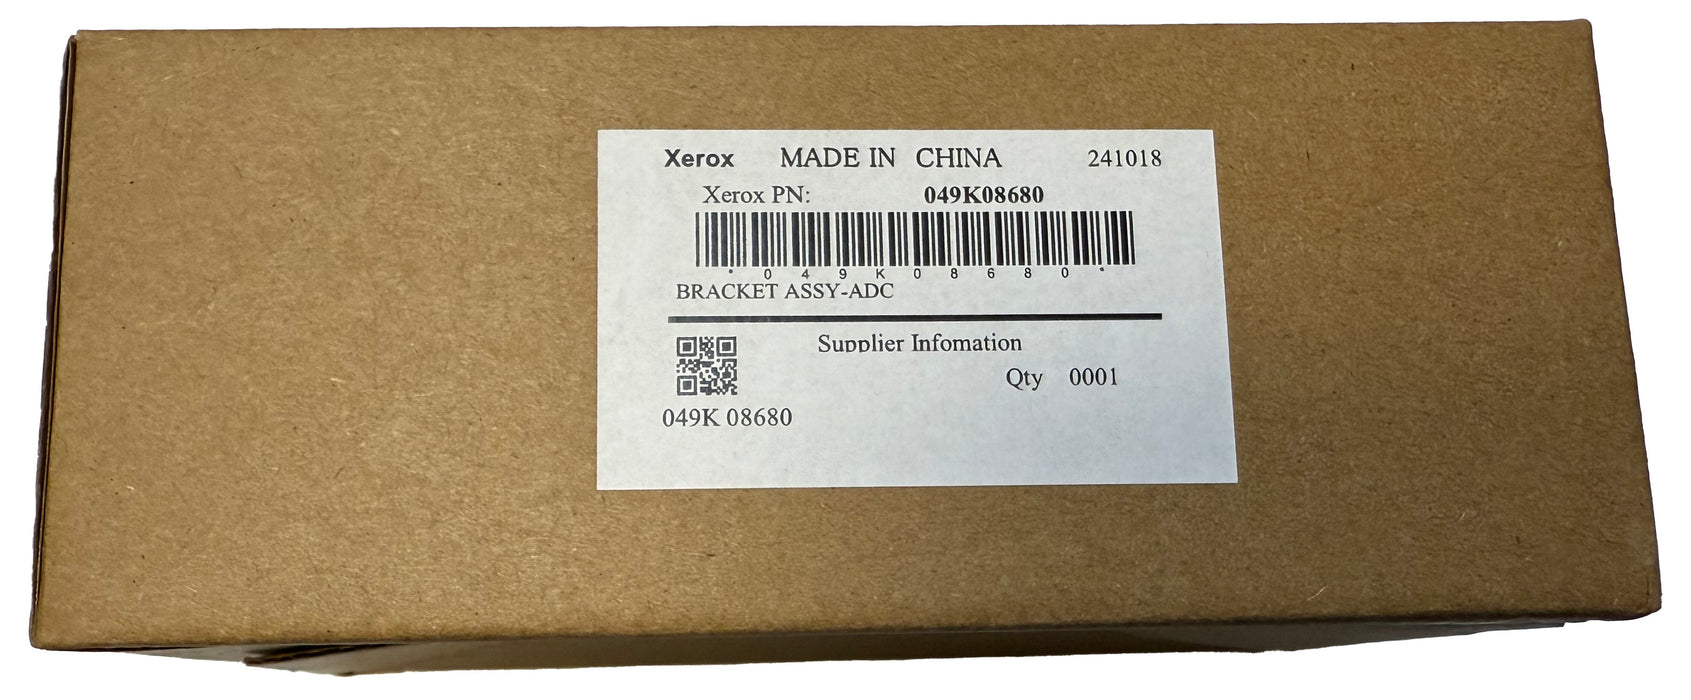 Xerox MADE IN CHINA 241018
Xerox PN: 049K08680
*049K08680*
BRACKET ASSY-ADC
Supplier Infomation
Qty 0001
049K 08680